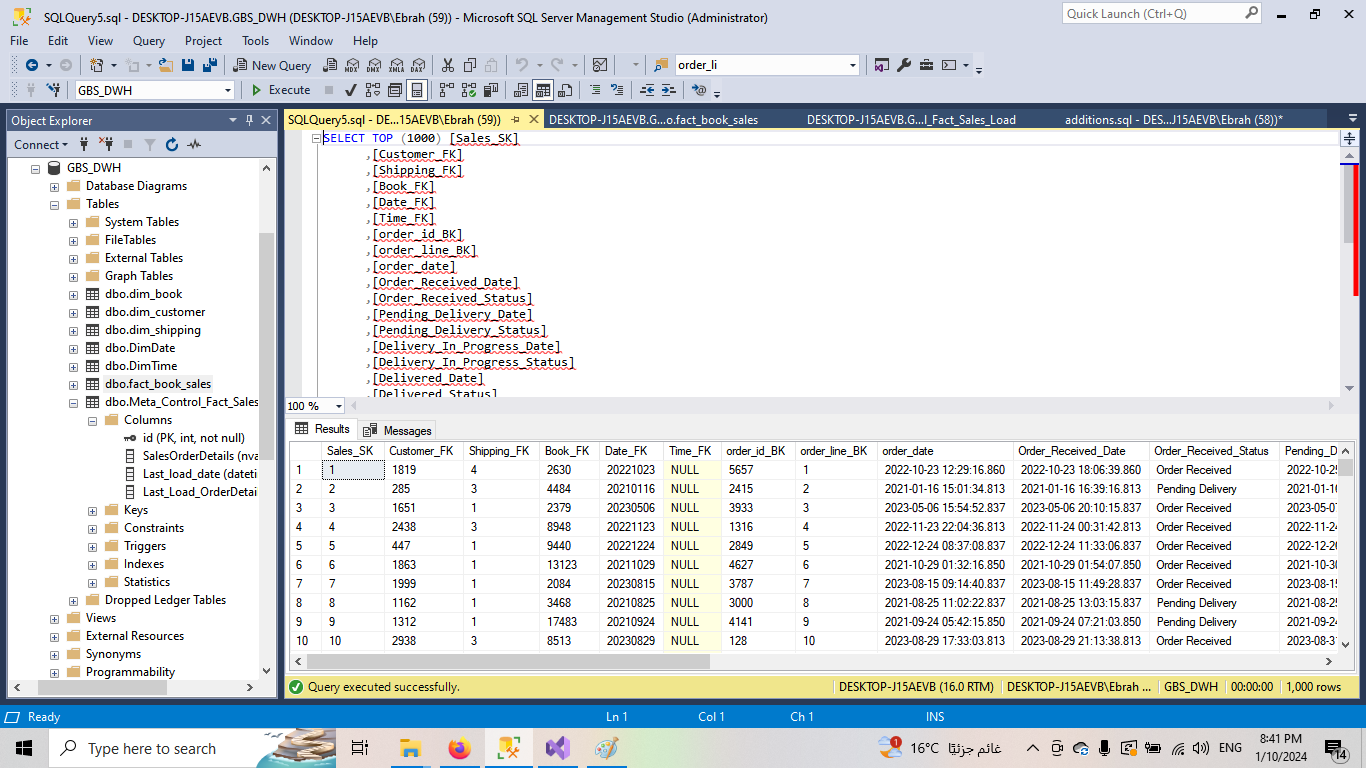 SQLQuery5.sql - DESKTOP-J15AEVB.GBS_DWH (DESKTOP-J15AEVB\Ebrah (59)) - Microsoft SQL Server Management Studio (Administrator)
Quick Launch (Ctrl+Q)
File Edit View Query Project Tools Window Help
New Query MDX DMX XMLA DAX order_li
GBS_DWH Execute
Object Explorer
SQLQuery5.sql - DE...15AEVB\Ebrah (59)) DESKTOP-J15AEVB.G...o.fact_book_sales DESKTOP-J15AEVB.G...l_Fact_Sales_Load additions.sql - DES...J15AEVB\Ebrah (58))*
Connect
GBS_DWH
Database Diagrams
Tables
System Tables
FileTables
External Tables
Graph Tables
dbo.dim_book
dbo.dim_customer
dbo.dim_shipping
dbo.DimDate
dbo.DimTime
dbo.fact_book_sales
dbo.Meta_Control_Fact_Sales
Columns
id (PK, int, not null)
SalesOrderDetails (nva
Last_load_date (dateti
Last_Load_OrderDetai
Keys
Constraints
Triggers
Indexes
Statistics
Dropped Ledger Tables
Views
External Resources
Synonyms
Programmability
SELECT TOP (1000) [Sales_SK]
,[Customer_FK]
,[Shipping_FK]
,[Book_FK]
,[Date_FK]
,[Time_FK]
,[order_id_BK]
,[order_line_BK]
,[order_date]
,[Order_Received_Date]
,[Order_Received_Status]
,[Pending_Delivery_Date]
,[Pending_Delivery_Status]
,[Delivery_In_Progress_Date]
,[Delivery_In_Progress_Status]
,[Delivered_Date]
,[Delivered_Status]
100 %
Results Messages
Sales_SK Customer_FK Shipping_FK Book_FK Date_FK Time_FK order_id_BK order_line_BK order_date Order_Received_Date Order_Received_Status Pending_D
1 1 1819 4 2630 20221023 NULL 5657 1 2022-10-23 12:29:16.860 2022-10-23 18:06:39.860 Order Received 2022-10-25
2 2 285 3 4484 20210116 NULL 2415 2 2021-01-16 15:01:34.813 2021-01-16 16:39:16.813 Pending Delivery 2021-01-16
3 3 1651 1 2379 20230506 NULL 3933 3 2023-05-06 15:54:52.837 2023-05-06 20:10:15.837 Order Received 2023-05-07
4 4 2438 3 8948 20221123 NULL 1316 4 2022-11-23 22:04:36.813 2022-11-24 00:31:42.813 Order Received 2022-11-24
5 5 447 1 9440 20221224 NULL 2849 5 2022-12-24 08:37:08.837 2022-12-24 11:33:06.837 Order Received 2022-12-26
6 6 1863 1 13123 20211029 NULL 4627 6 2021-10-29 01:32:16.850 2021-10-29 01:54:07.850 Order Received 2021-10-30
7 7 1999 1 2084 20230815 NULL 3787 7 2023-08-15 09:14:40.837 2023-08-15 11:49:28.837 Order Received 2023-08-15
8 8 1162 1 3468 20210825 NULL 3000 8 2021-08-25 11:02:22.837 2021-08-25 13:03:15.837 Pending Delivery 2021-08-25
9 9 1312 1 17483 20210924 NULL 4141 9 2021-09-24 05:42:15.850 2021-09-24 07:21:03.850 Pending Delivery 2021-09-24
10 10 2938 3 8513 20230829 NULL 128 10 2023-08-29 17:33:03.813 2023-08-29 21:13:38.813 Order Received 2023-08-31
Query executed successfully. DESKTOP-J15AEVB (16.0 RTM) DESKTOP-J15AEVB\Ebrah ... GBS_DWH 00:00:00 1,000 rows
Ready Ln 1 Col 1 Ch 1 INS
Type here to search 1 16°C غائم جزئيًا ENG 8:41 PM
1/10/2024 14